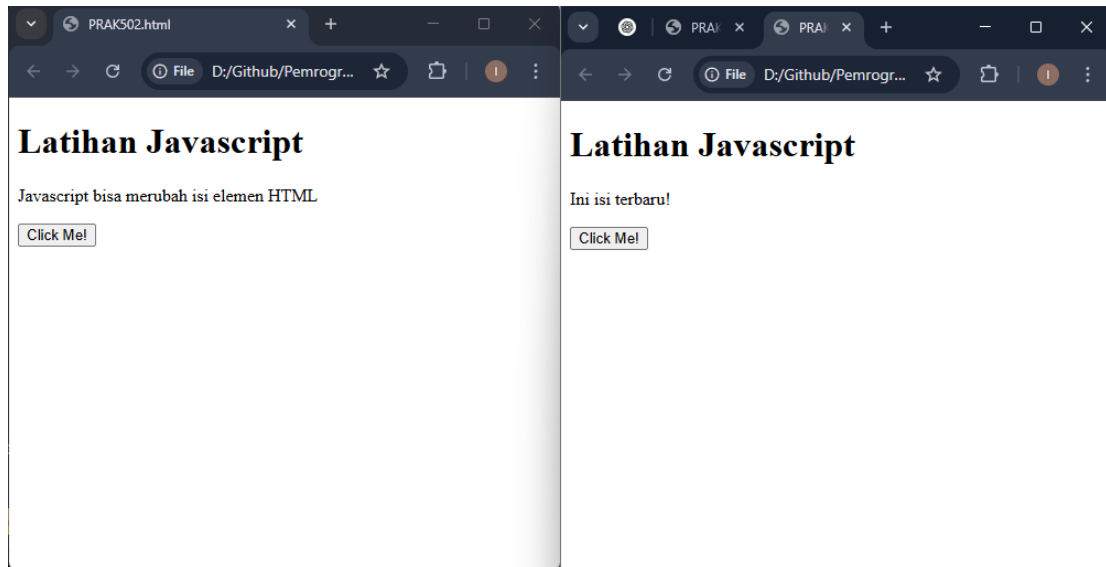 PRAK502.html
File D:/Github/Pemrogr...
I
Latihan Javascript
Javascript bisa merubah isi elemen HTML
Click Me!
PRAK
PRAK
File D:/Github/Pemrogr...
I
Latihan Javascript
Ini isi terbaru!
Click Me!